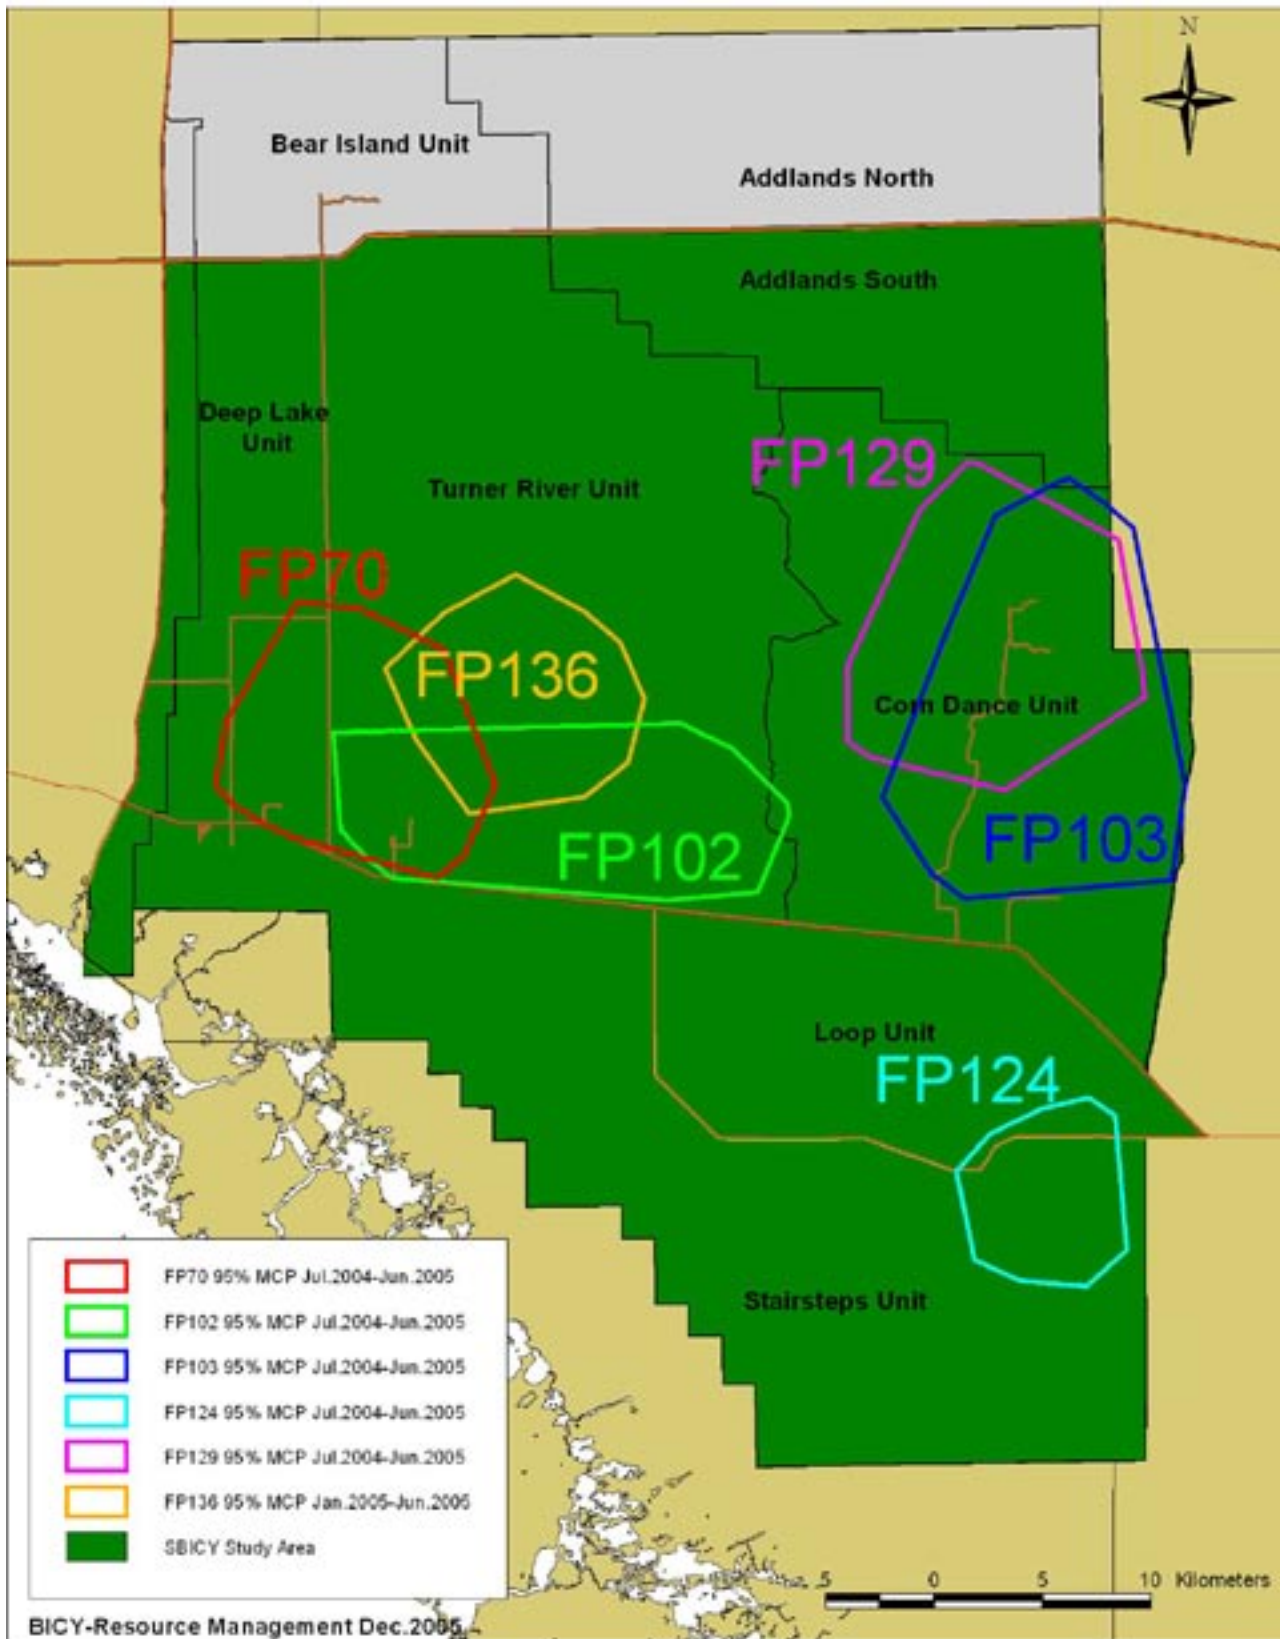 N
Bear Island Unit
Addlands North
Addlands South
Deep Lake
Unit
FP129
Turner River Unit
FP70
FP136
Corn Dance Unit
FP102
FP103
Loop Unit
FP124
Stairsteps Unit
FP70 95% MCP Jul.2004-Jun.2005
FP102 95% MCP Jul.2004-Jun.2005
FP103 95% MCP Jul.2004-Jun.2005
FP124 95% MCP Jul.2004-Jun.2005
FP129 95% MCP Jul.2004-Jun.2005
FP136 95% MCP Jan.2005-Jun.2005
SBICY Study Area
5 0 5 10 Kilometers
BICY-Resource Management Dec.2005